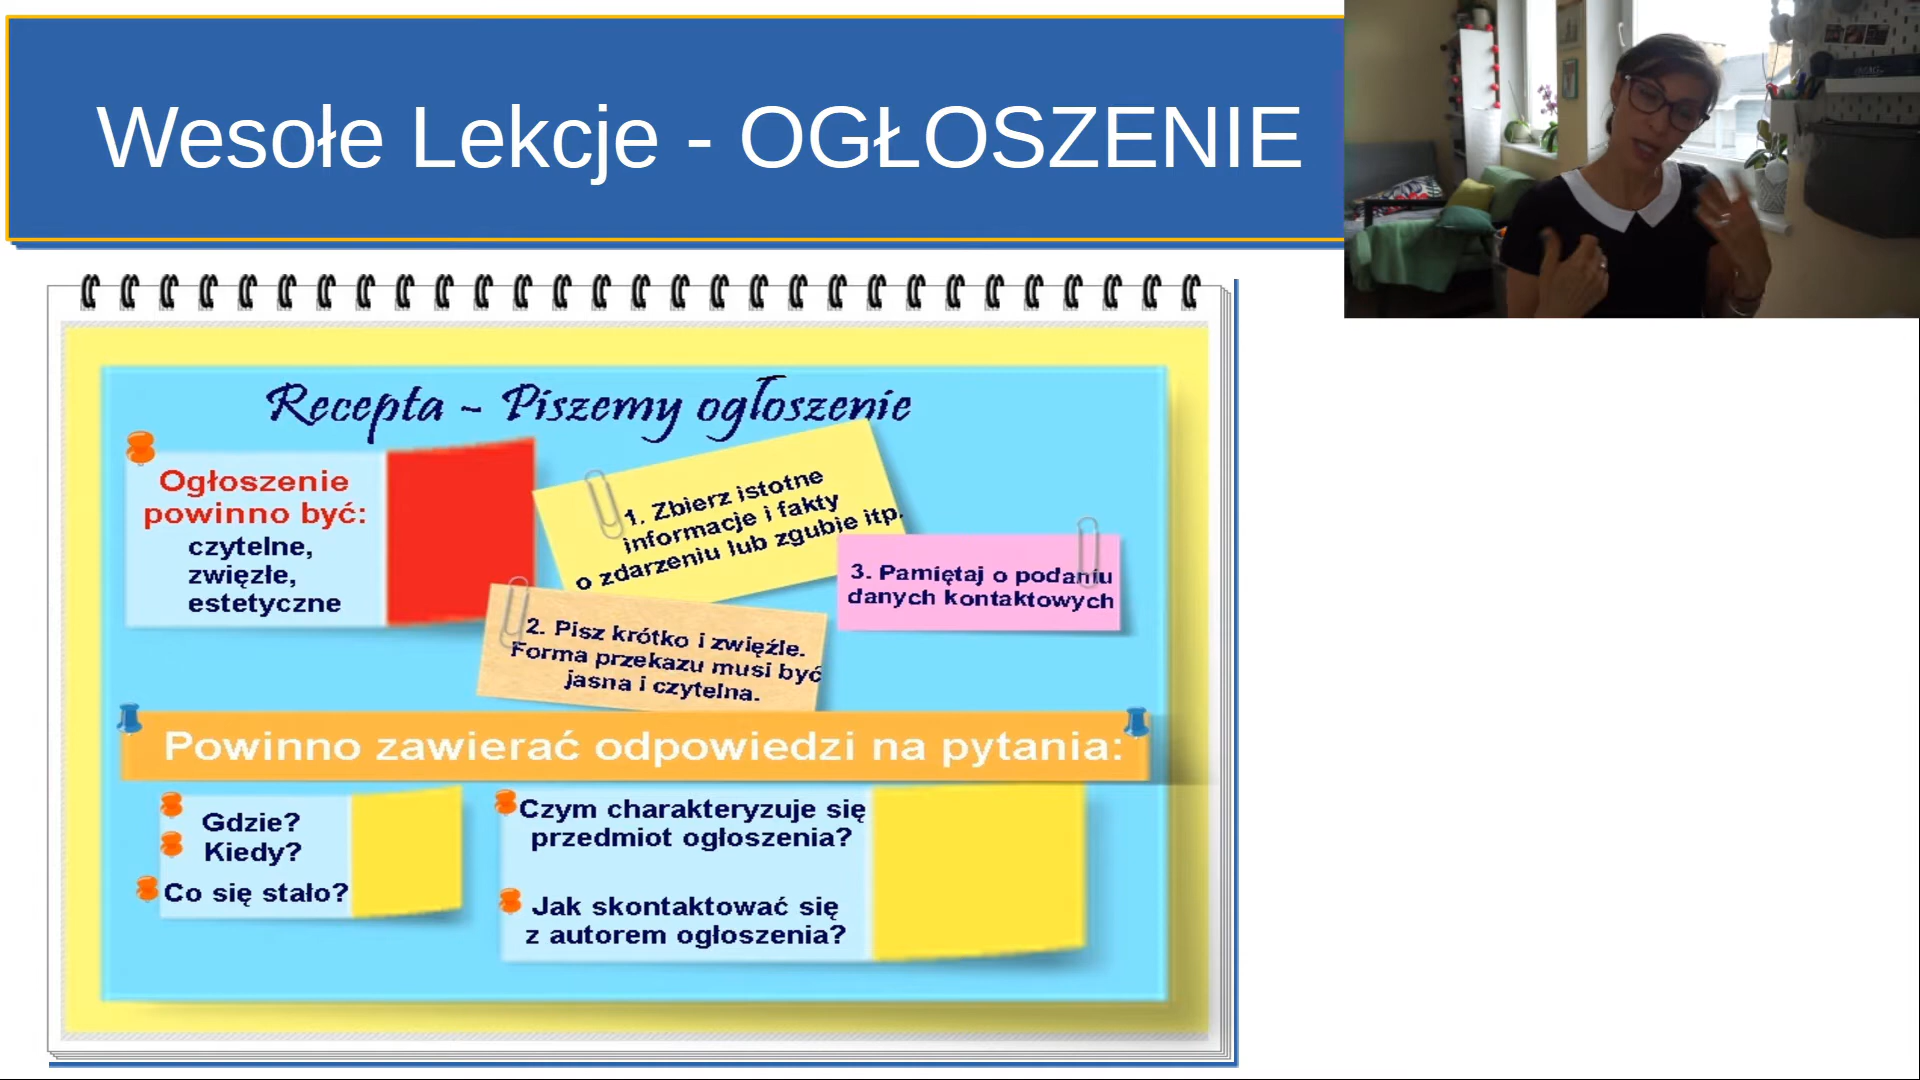 Wesołe Lekcje - OGŁOSZENIE
Recepta - Piszemy ogłoszenie
Ogłoszenie
powinno być:
czytelne,
zwięzłe,
estetyczne
1. Zbierz istotne
informacje i fakty
o zdarzeniu lub zgubie itp.
2. Pisz krótko i zwięźle.
Forma przekazu musi być
jasna i czytelna.
3. Pamiętaj o podaniu
danych kontaktowych
Powinno zawierać odpowiedzi na pytania:
Gdzie?
Kiedy?
Co się stało?
Czym charakteryzuje się
przedmiot ogłoszenia?
Jak skontaktować się
z autorem ogłoszenia?